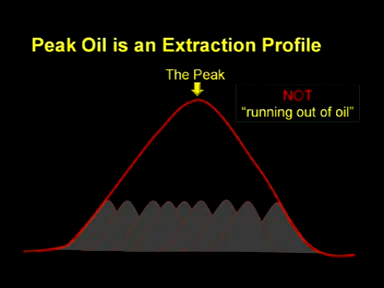 Peak Oil is an Extraction Profile
The Peak
NOT
“running out of oil”